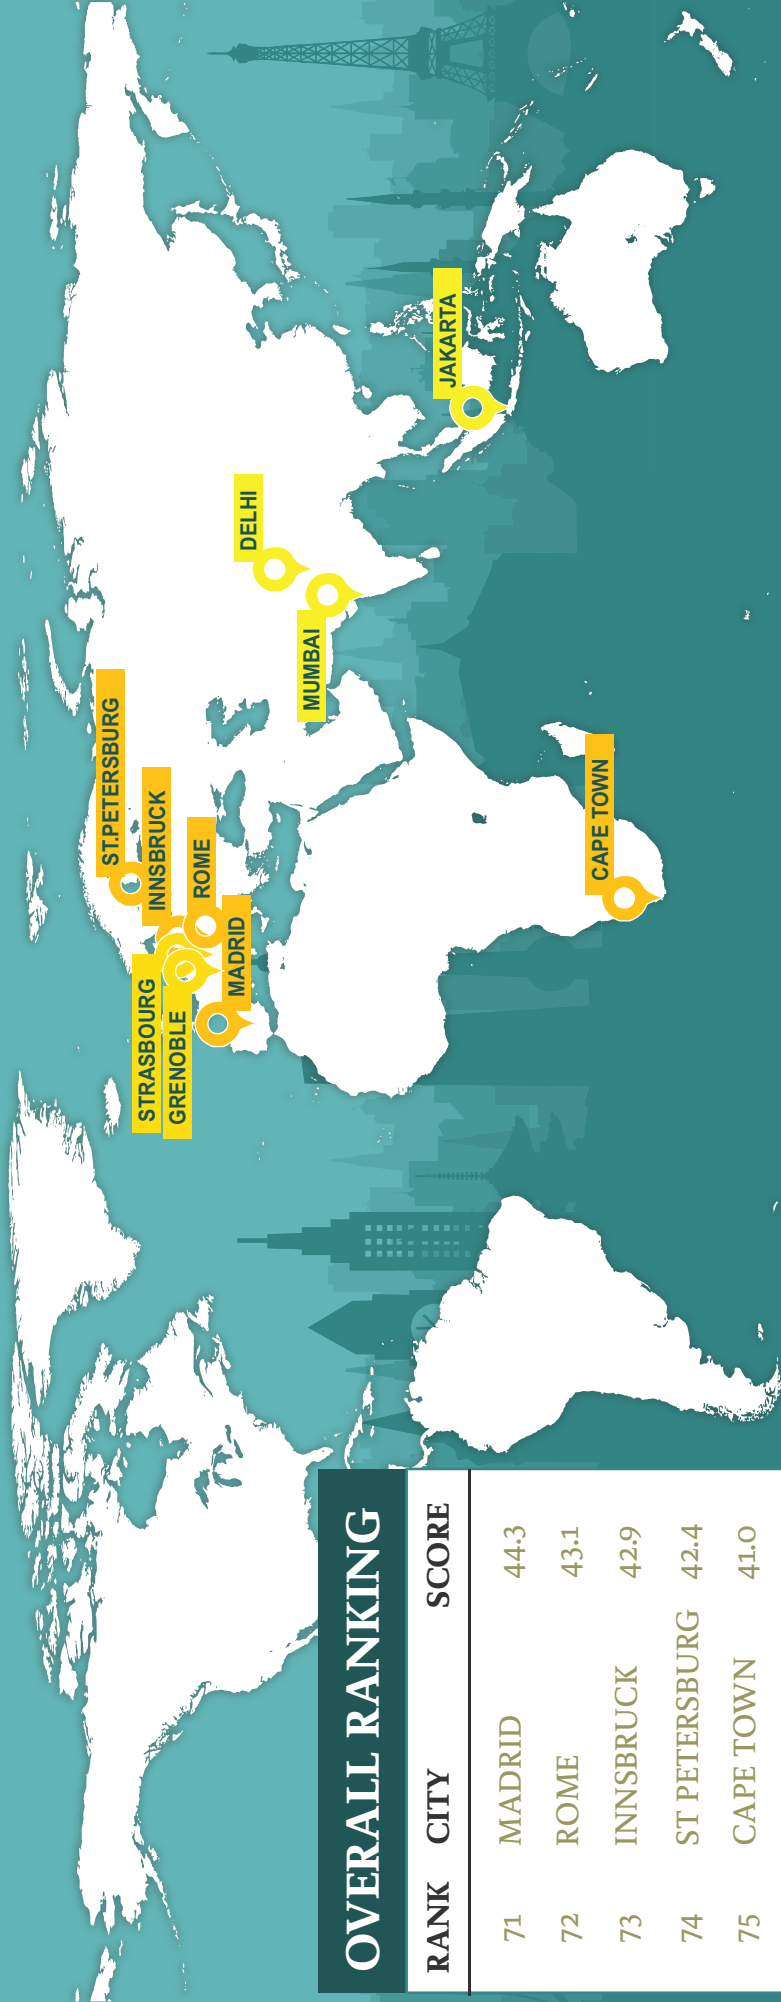 ST.PETERSBURG
INNSBRUCK
STRASBOURG
GRENOBLE
ROME
MADRID
DELHI
MUMBAI
JAKARTA
CAPE TOWN
OVERALL RANKING
RANK CITY SCORE
71 MADRID 44.3
72 ROME 43.1
73 INNSBRUCK 42.9
74 ST PETERSBURG 42.4
75 CAPE TOWN 41.0